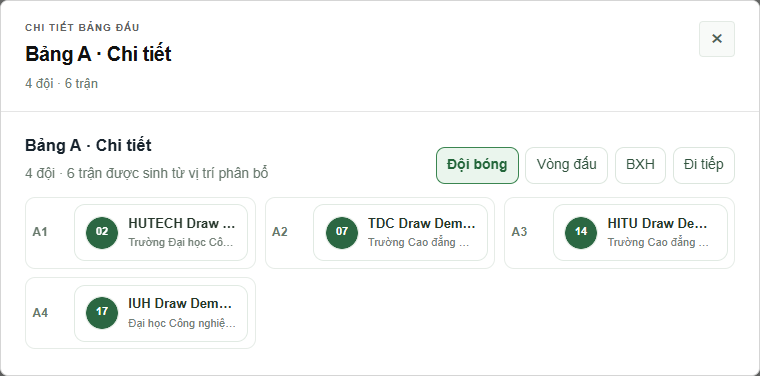 CHI TIẾT BẢNG ĐẤU
Bảng A · Chi tiết
4 đội · 6 trận
×
Bảng A · Chi tiết
4 đội · 6 trận được sinh từ vị trí phân bổ
Đội bóng
Vòng đấu
BXH
Đi tiếp
A1
02
HUTECH Draw ...
Trường Đại học Cô...
A2
07
TDC Draw Dem...
Trường Cao đẳng ...
A3
14
HITU Draw De...
Trường Cao đẳng ...
A4
17
IUH Draw Dem...
Đại học Công nghiệ...